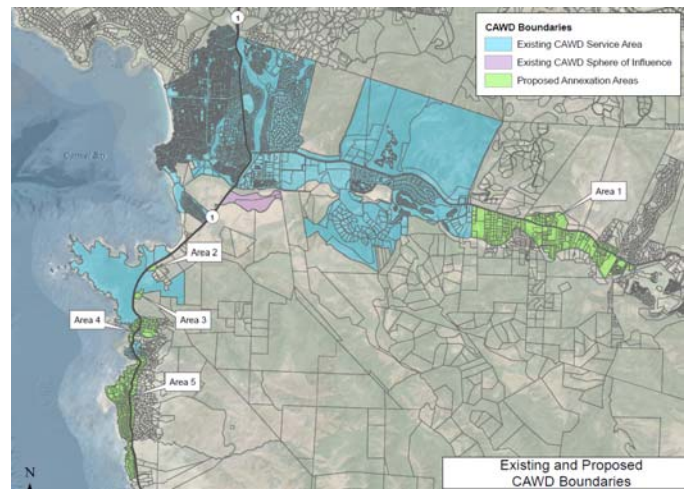 1
CAWD Boundaries
Existing CAWD Service Area
Existing CAWD Sphere of Influence
Proposed Annexation Areas
Carmel Bay
Area 1
1
Area 2
Area 4
Area 3
Area 5
N
Existing and Proposed
CAWD Boundaries